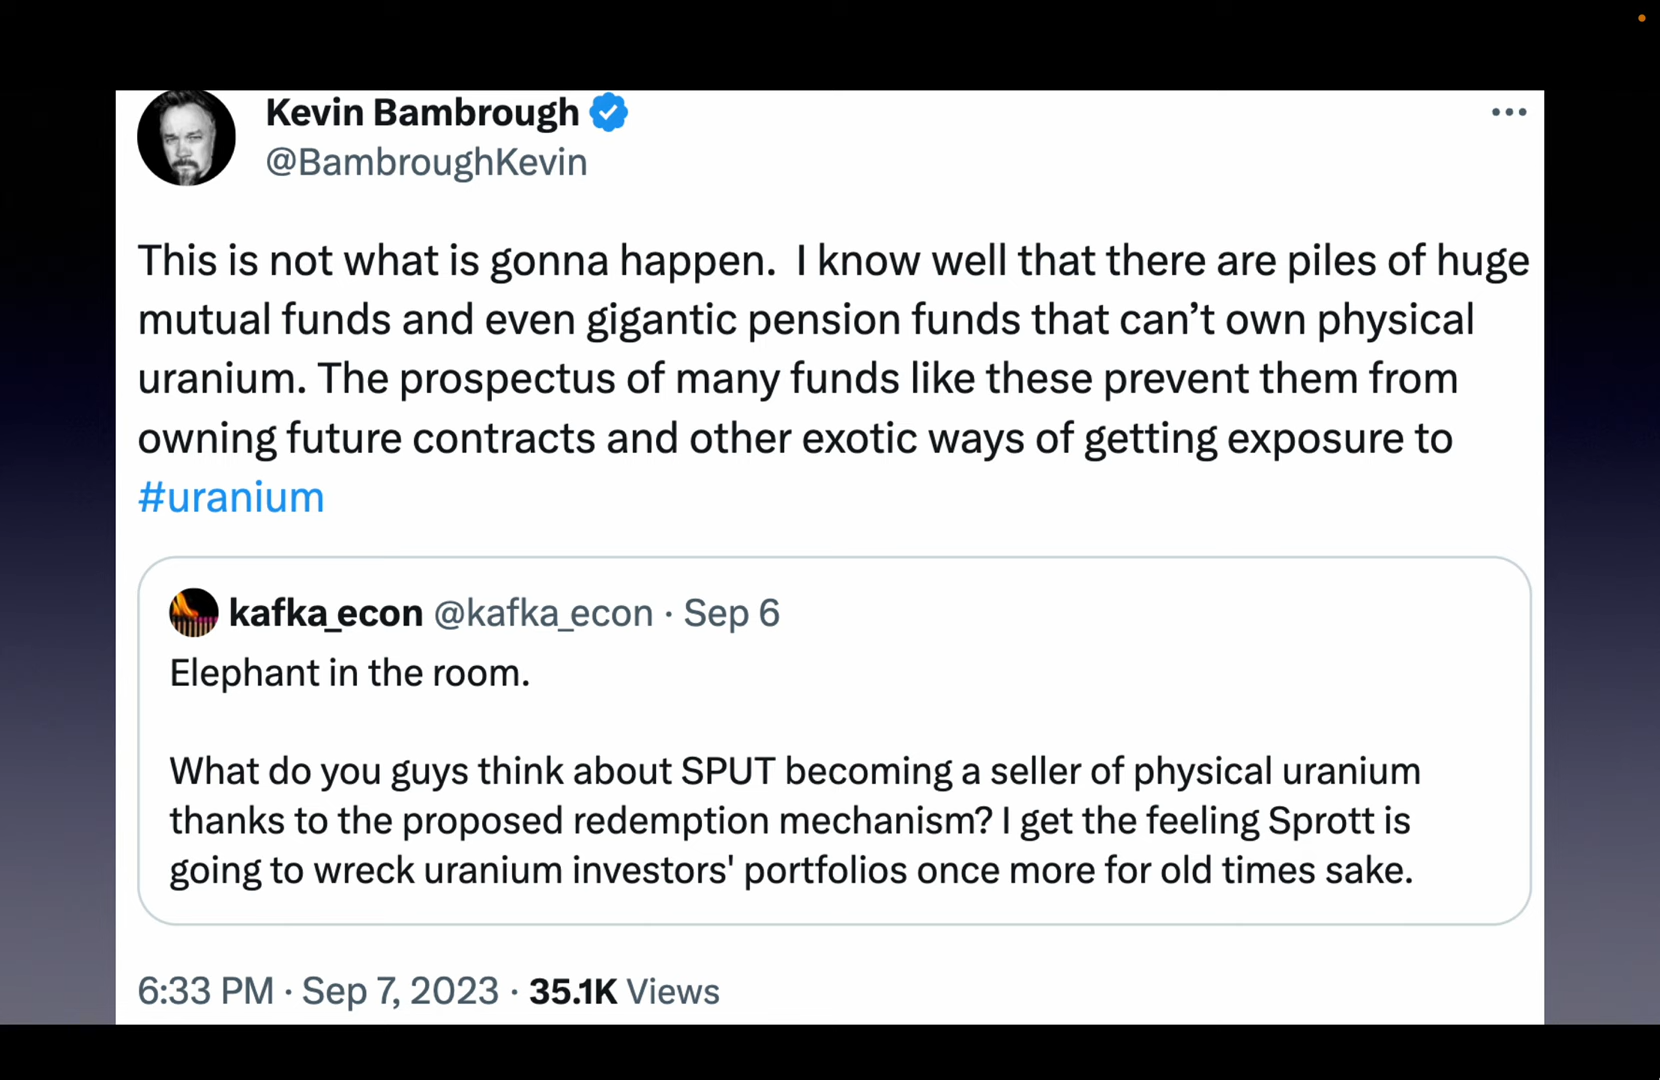 Kevin Bambrough
@BambroughKevin
This is not what is gonna happen.  I know well that there are piles of huge
mutual funds and even gigantic pension funds that can’t own physical
uranium. The prospectus of many funds like these prevent them from
owning future contracts and other exotic ways of getting exposure to
#uranium
kafka_econ @kafka_econ · Sep 6
Elephant in the room.
What do you guys think about SPUT becoming a seller of physical uranium
thanks to the proposed redemption mechanism? I get the feeling Sprott is
going to wreck uranium investors' portfolios once more for old times sake.
6:33 PM · Sep 7, 2023 · 35.1K Views